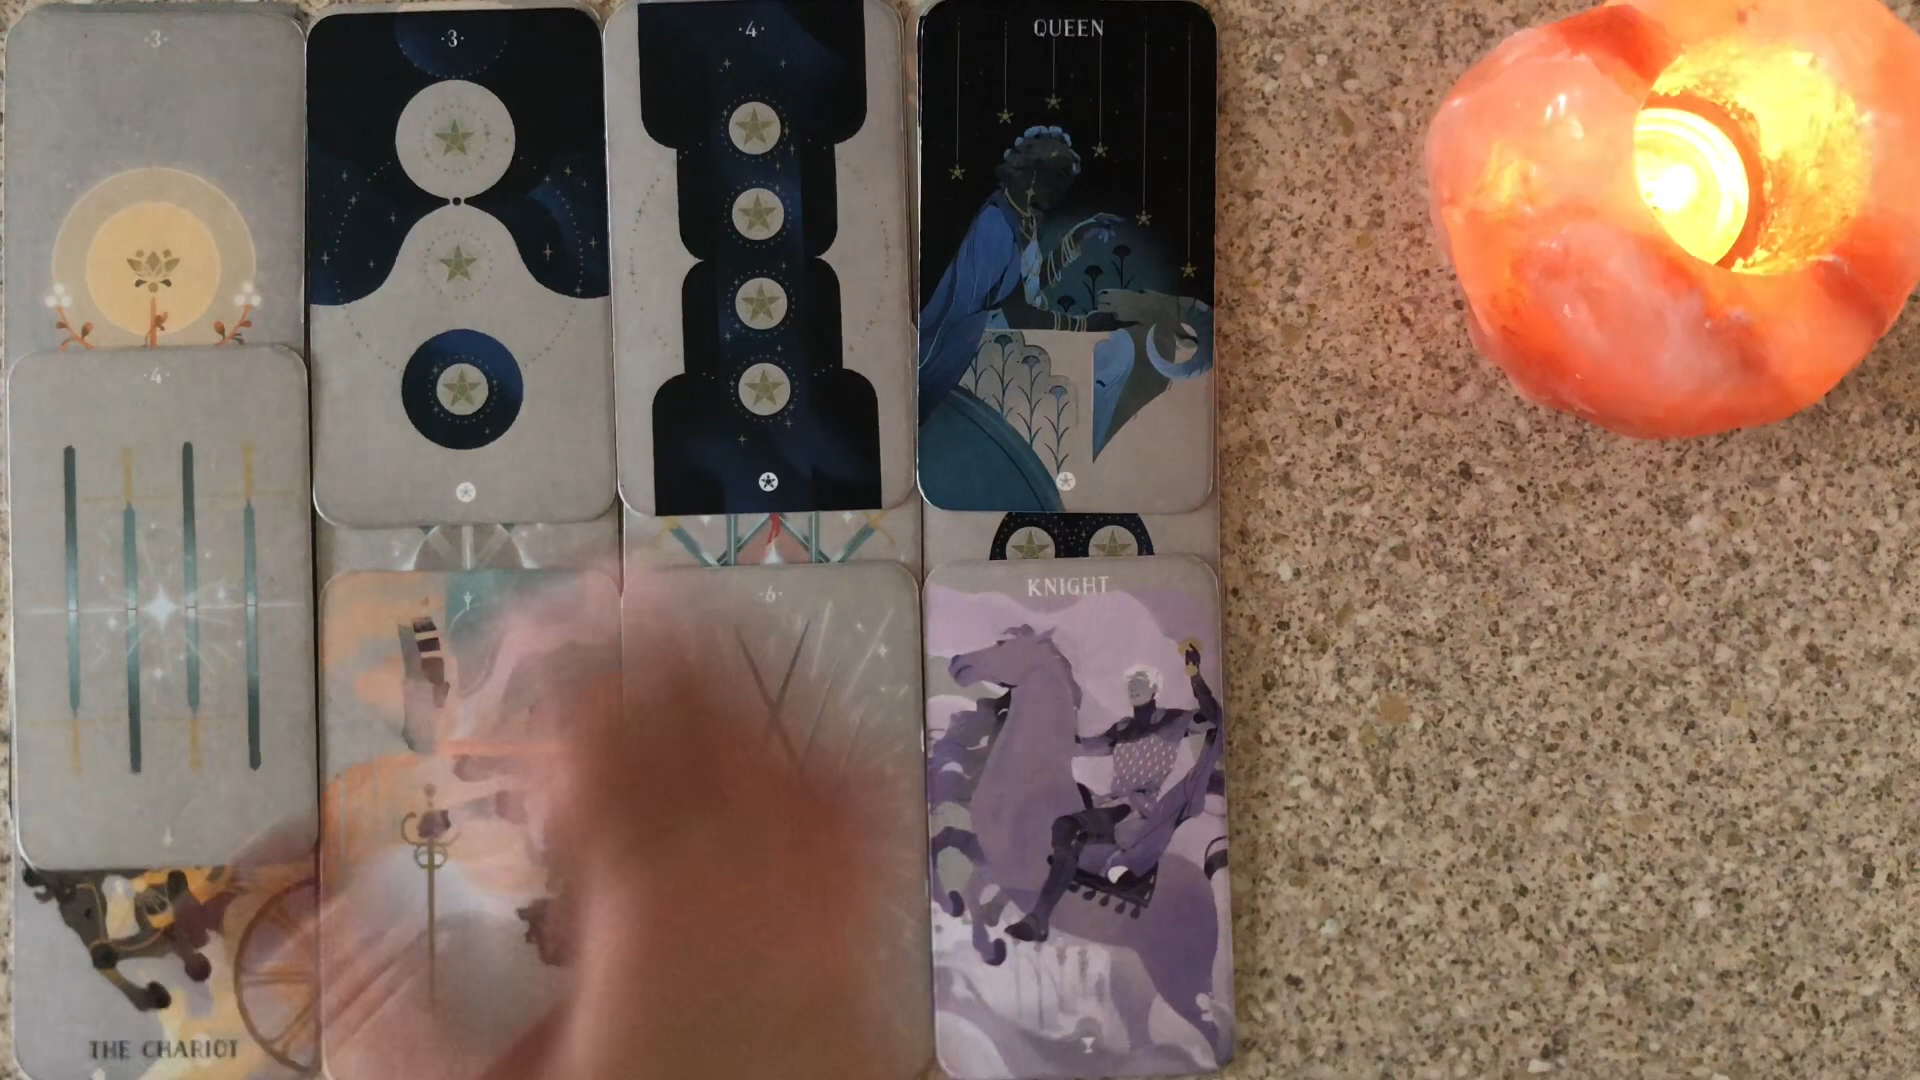 ·3·
·3·
·4·
QUEEN
·4·
·6·
KNIGHT
THE CHARIOT